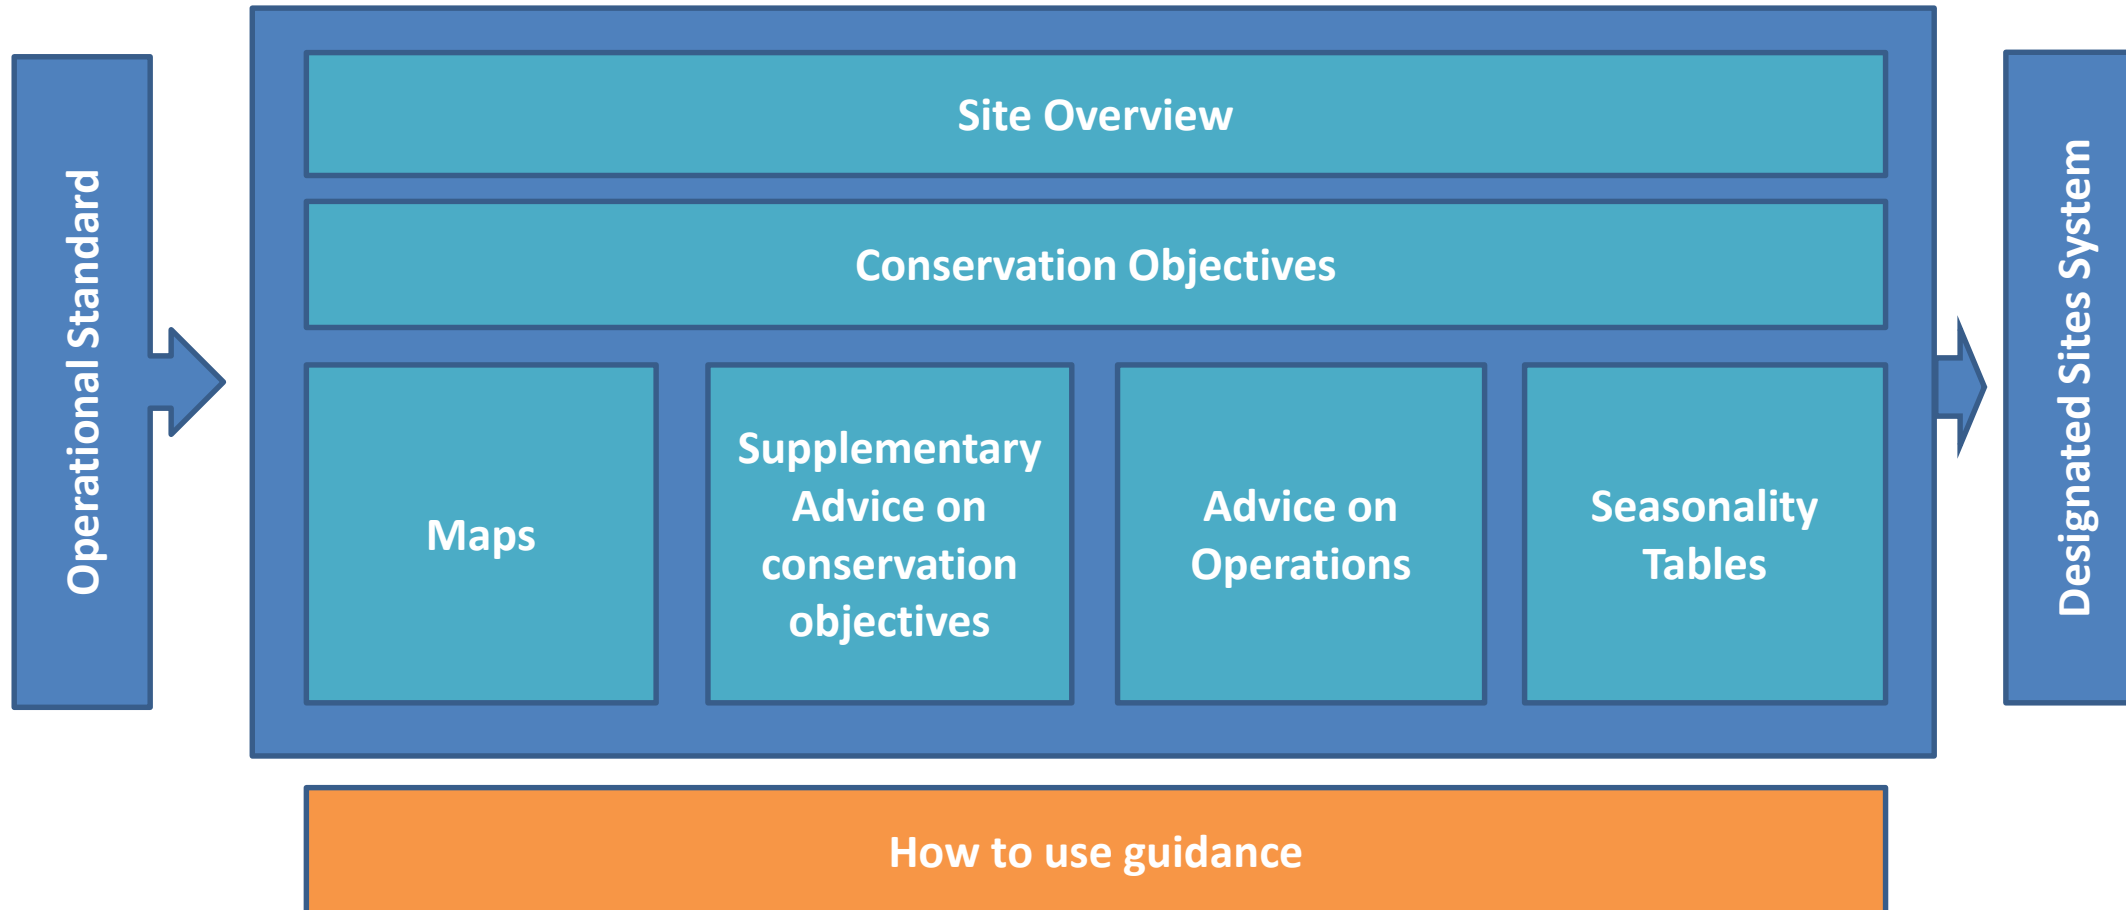 Operational Standard
Site Overview
Conservation Objectives
Maps
Supplementary
Advice on
conservation
objectives
Advice on
Operations
Seasonality
Tables
Designated Sites System
How to use guidance